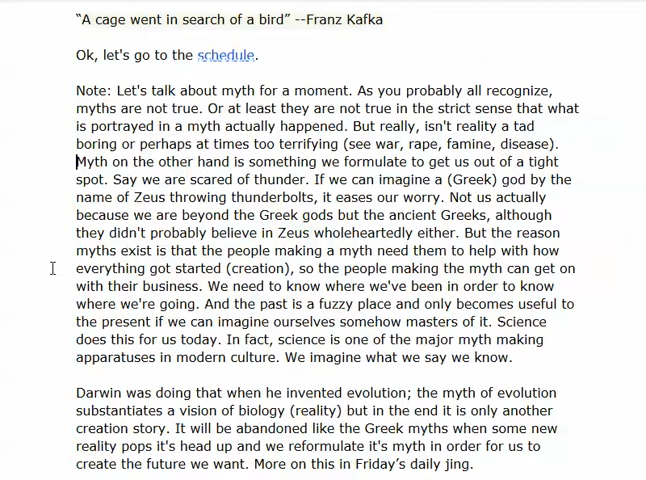 “A cage went in search of a bird” --Franz Kafka
Ok, let's go to the schedule.
Note: Let's talk about myth for a moment. As you probably all recognize,
myths are not true. Or at least they are not true in the strict sense that what
is portrayed in a myth actually happened. But really, isn't reality a tad
boring or perhaps at times too terrifying (see war, rape, famine, disease).
Myth on the other hand is something we formulate to get us out of a tight
spot. Say we are scared of thunder. If we can imagine a (Greek) god by the
name of Zeus throwing thunderbolts, it eases our worry. Not us actually
because we are beyond the Greek gods but the ancient Greeks, although
they didn't probably believe in Zeus wholeheartedly either. But the reason
myths exist is that the people making a myth need them to help with how
everything got started (creation), so the people making the myth can get on
with their business. We need to know where we've been in order to know
where we're going. And the past is a fuzzy place and only becomes useful to
the present if we can imagine ourselves somehow masters of it. Science
does this for us today. In fact, science is one of the major myth making
apparatuses in modern culture. We imagine what we say we know.
Darwin was doing that when he invented evolution; the myth of evolution
substantiates a vision of biology (reality) but in the end it is only another
creation story. It will be abandoned like the Greek myths when some new
reality pops it's head up and we reformulate it's myth in order for us to
create the future we want. More on this in Friday’s daily jing.